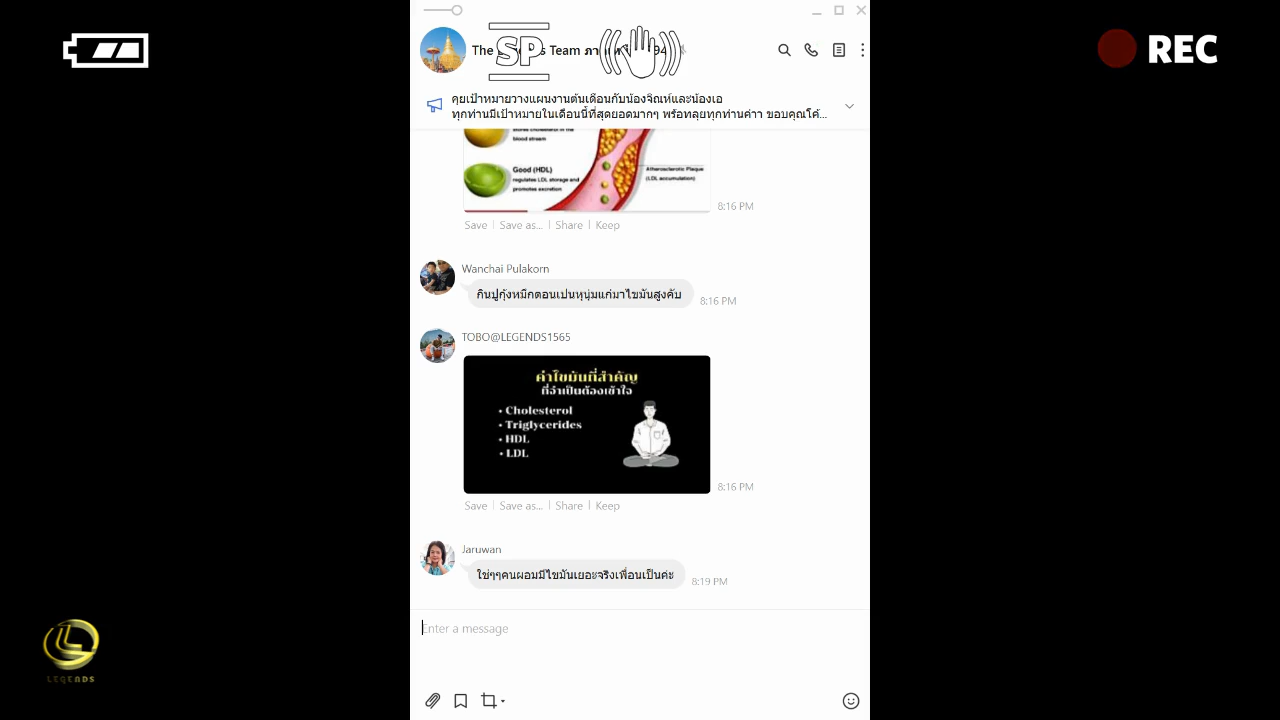 REC
SP
The
s Team
94
คุยเป้าหมายวางแผนงานต้นเดือนกับน้องจิณห์และน้องเอ
ทุกท่านมีเป้าหมายในเดือนนี้ที่สุดยอดมากๆ พร้อทลุยทุกท่านค่าา ขอบคุณโค้...
stores cholesterol in the
blood stream
Good (HDL)
regulates LDL storage and
promotes excretion
Atherosclerotic Plaque
(LDL accumulation)
8:16 PM
Save | Save as... | Share | Keep
Wanchai Pulakorn
กินปูกุ้งหมึกตอนเปนหุนุ่มแก่มาไขมันสูงคับ
8:16 PM
TOBO@LEGENDS1565
ค่าไขมันที่สำคัญ
ที่จำเป็นต้องเข้าใจ
• Cholesterol
• Triglycerides
• HDL
• LDL
8:16 PM
Save | Save as... | Share | Keep
Jaruwan
ใช่ๆๆคนผอมมีไขมันเยอะจริงเพื่อนเป็นค่ะ
8:19 PM
Enter a message
LEGENDS